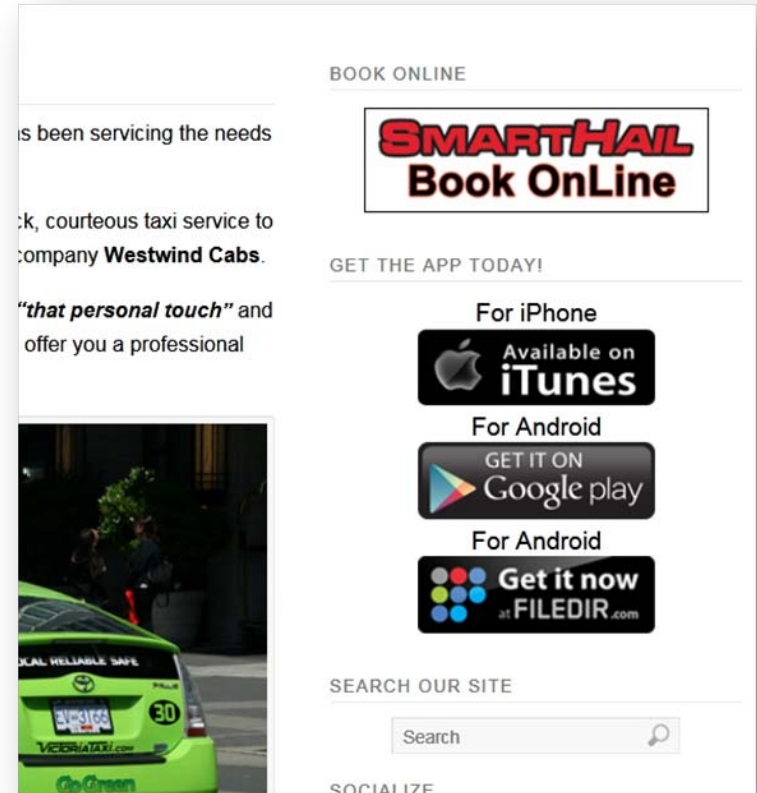 s been servicing the needs
ck, courteous taxi service to
company Westwind Cabs.
"that personal touch" and
offer you a professional
LOCAL RELIABLE SAFE
30
VICTORIATAXI.COM
Go Green
BOOK ONLINE
SMARTHAIL
Book OnLine
GET THE APP TODAY!
For iPhone
Available on
iTunes
For Android
GET IT ON
Google play
For Android
Get it now
at FILEDIR.com
SEARCH OUR SITE
Search
SOCIALIZE